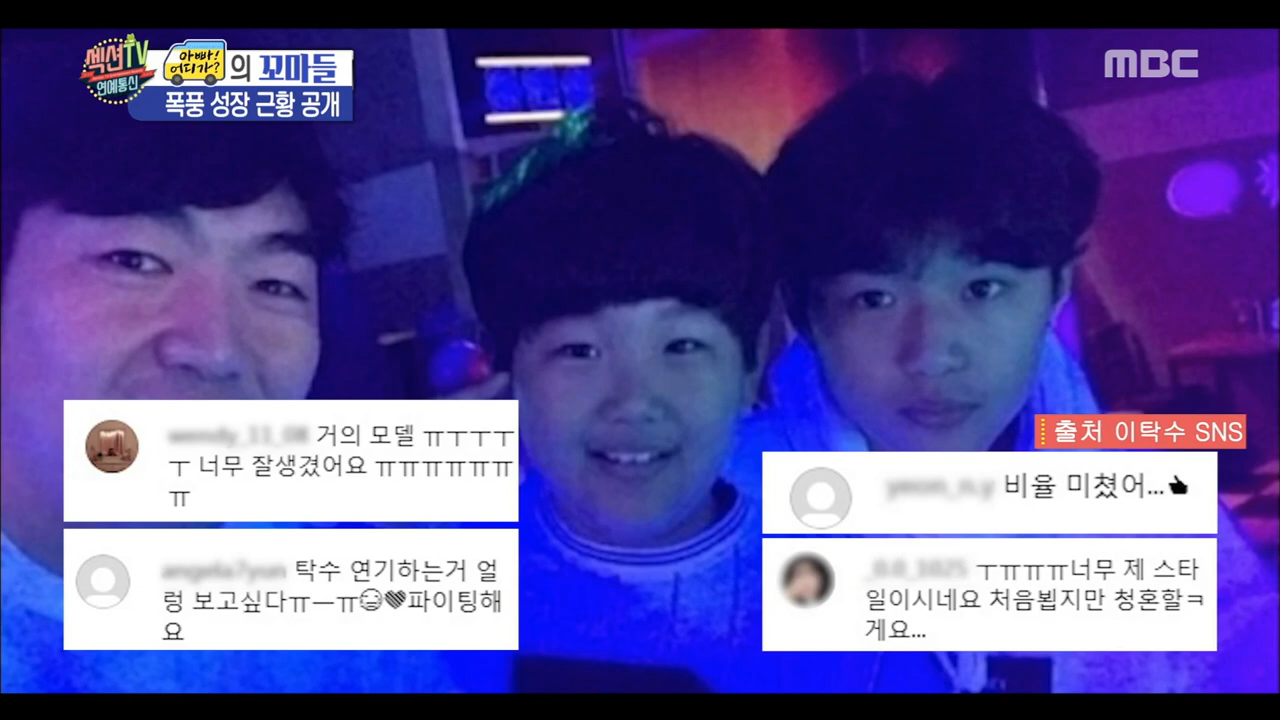 섹션TV
연예통신
아빠!
어디가?
의 꼬마들
폭풍 성장 근황 공개
MBC
거의 모델 ㅠㅜㅜㅜ
ㅜ 너무 잘생겼어요 ㅠㅠㅠㅠㅠㅠ
ㅠ
탁수 연기하는거 얼
렁 보고싶다ㅠㅡㅠ😂💗파이팅해
요
출처 이탁수 SNS
비율 미쳤어...👆
ㅜㅠㅠㅠ너무 제 스타
일이시네요 처음뵙지만 청혼할ㅋ
게요...